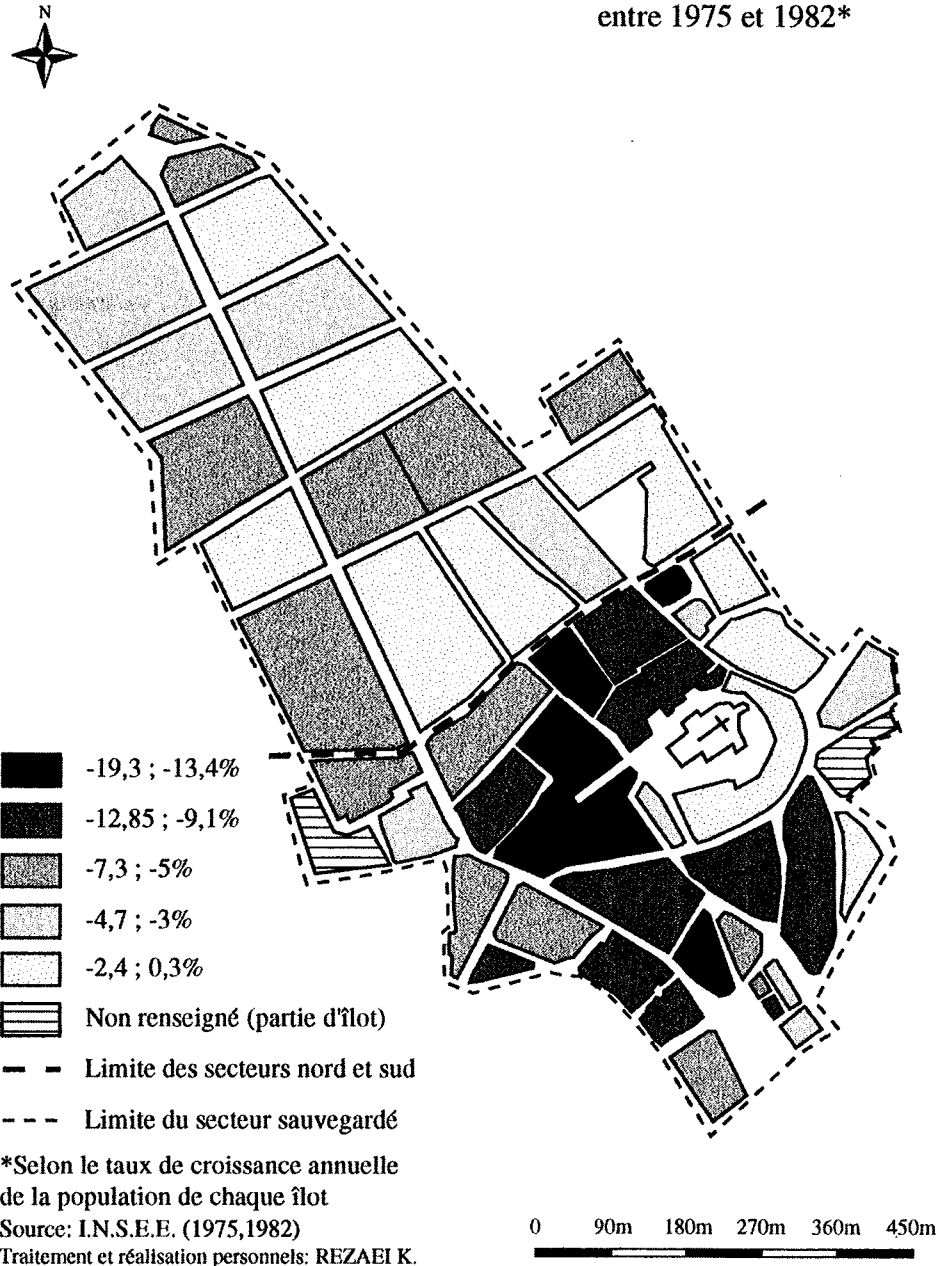 N
entre 1975 et 1982*
-19,3 ; -13,4%
-12,85 ; -9,1%
-7,3 ; -5%
-4,7 ; -3%
-2,4 ; 0,3%
Non renseigné (partie d'îlot)
Limite des secteurs nord et sud
Limite du secteur sauvegardé
*Selon le taux de croissance annuelle
de la population de chaque îlot
Source: I.N.S.E.E. (1975,1982)
Traitement et réalisation personnels: REZAEI K.
0 90m 180m 270m 360m 450m